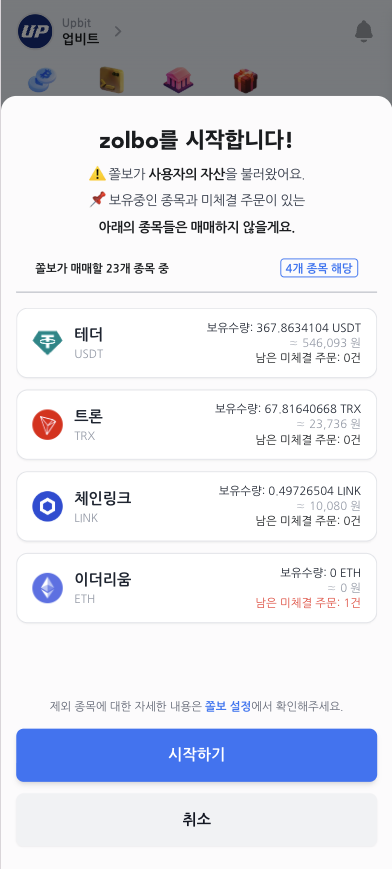 UP
Upbit
업비트
zolbo를 시작합니다!
⚠️ 쫄보가 사용자의 자산을 불러왔어요.
📌 보유중인 종목과 미체결 주문이 있는
아래의 종목들은 매매하지 않을게요.
쫄보가 매매할 23개 종목 중
4개 종목 해당
테더
USDT
보유수량: 367.8634104 USDT
≃ 546,093 원
남은 미체결 주문: 0건
트론
TRX
보유수량: 67.81640668 TRX
≃ 23,736 원
남은 미체결 주문: 0건
체인링크
LINK
보유수량: 0.49726504 LINK
≃ 10,080 원
남은 미체결 주문: 0건
이더리움
ETH
보유수량: 0 ETH
≃ 0 원
남은 미체결 주문: 1건
제외 종목에 대한 자세한 내용은 쫄보 설정에서 확인해주세요.
시작하기
취소